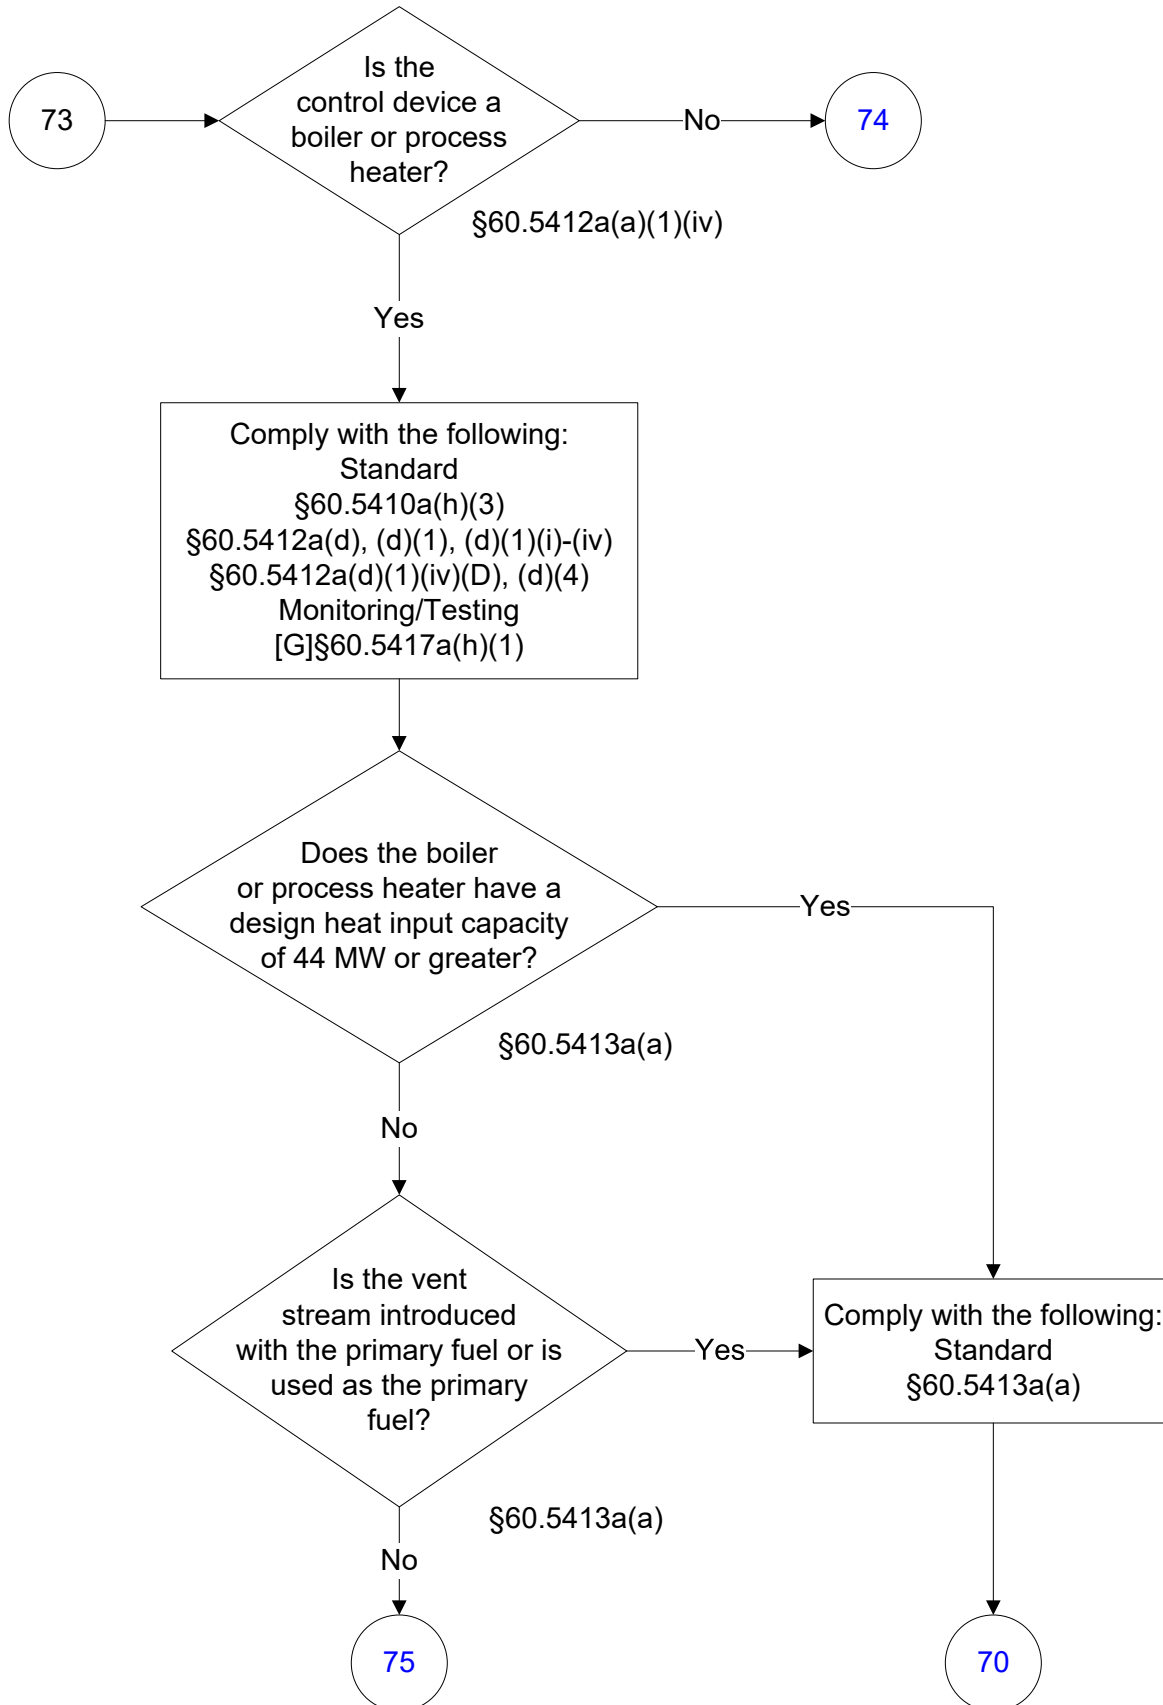 73
Is the
control device a
boiler or process
heater?
No
74
§60.5412a(a)(1)(iv)
Yes
Comply with the following:
Standard
§60.5410a(h)(3)
§60.5412a(d), (d)(1), (d)(1)(i)-(iv)
§60.5412a(d)(1)(iv)(D), (d)(4)
Monitoring/Testing
[G]§60.5417a(h)(1)
Does the boiler
or process heater have a
design heat input capacity
of 44 MW or greater?
Yes
§60.5413a(a)
No
Is the vent
stream introduced
with the primary fuel or is
used as the primary
fuel?
Yes
Comply with the following:
Standard
§60.5413a(a)
§60.5413a(a)
No
75
70